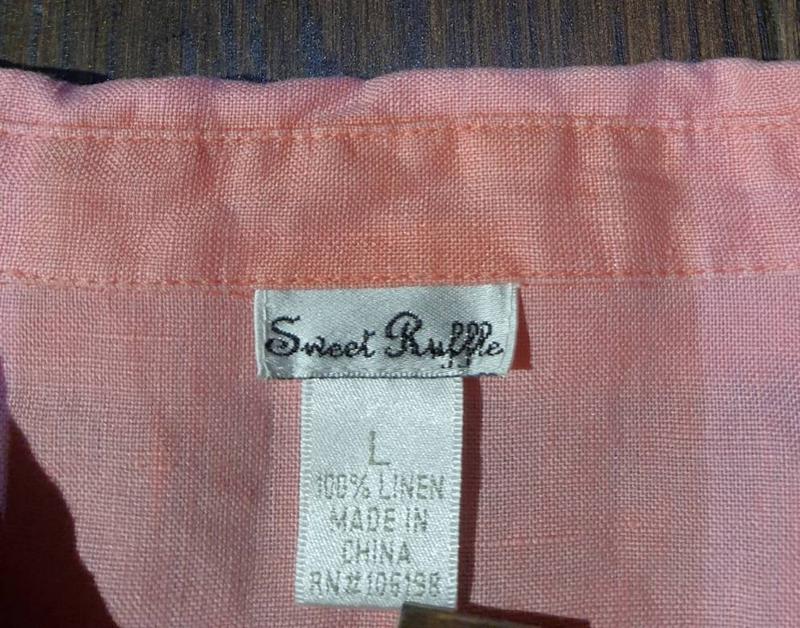 Sweet Ruffle
L
100% LINEN
MADE IN
CHINA
RN#106198